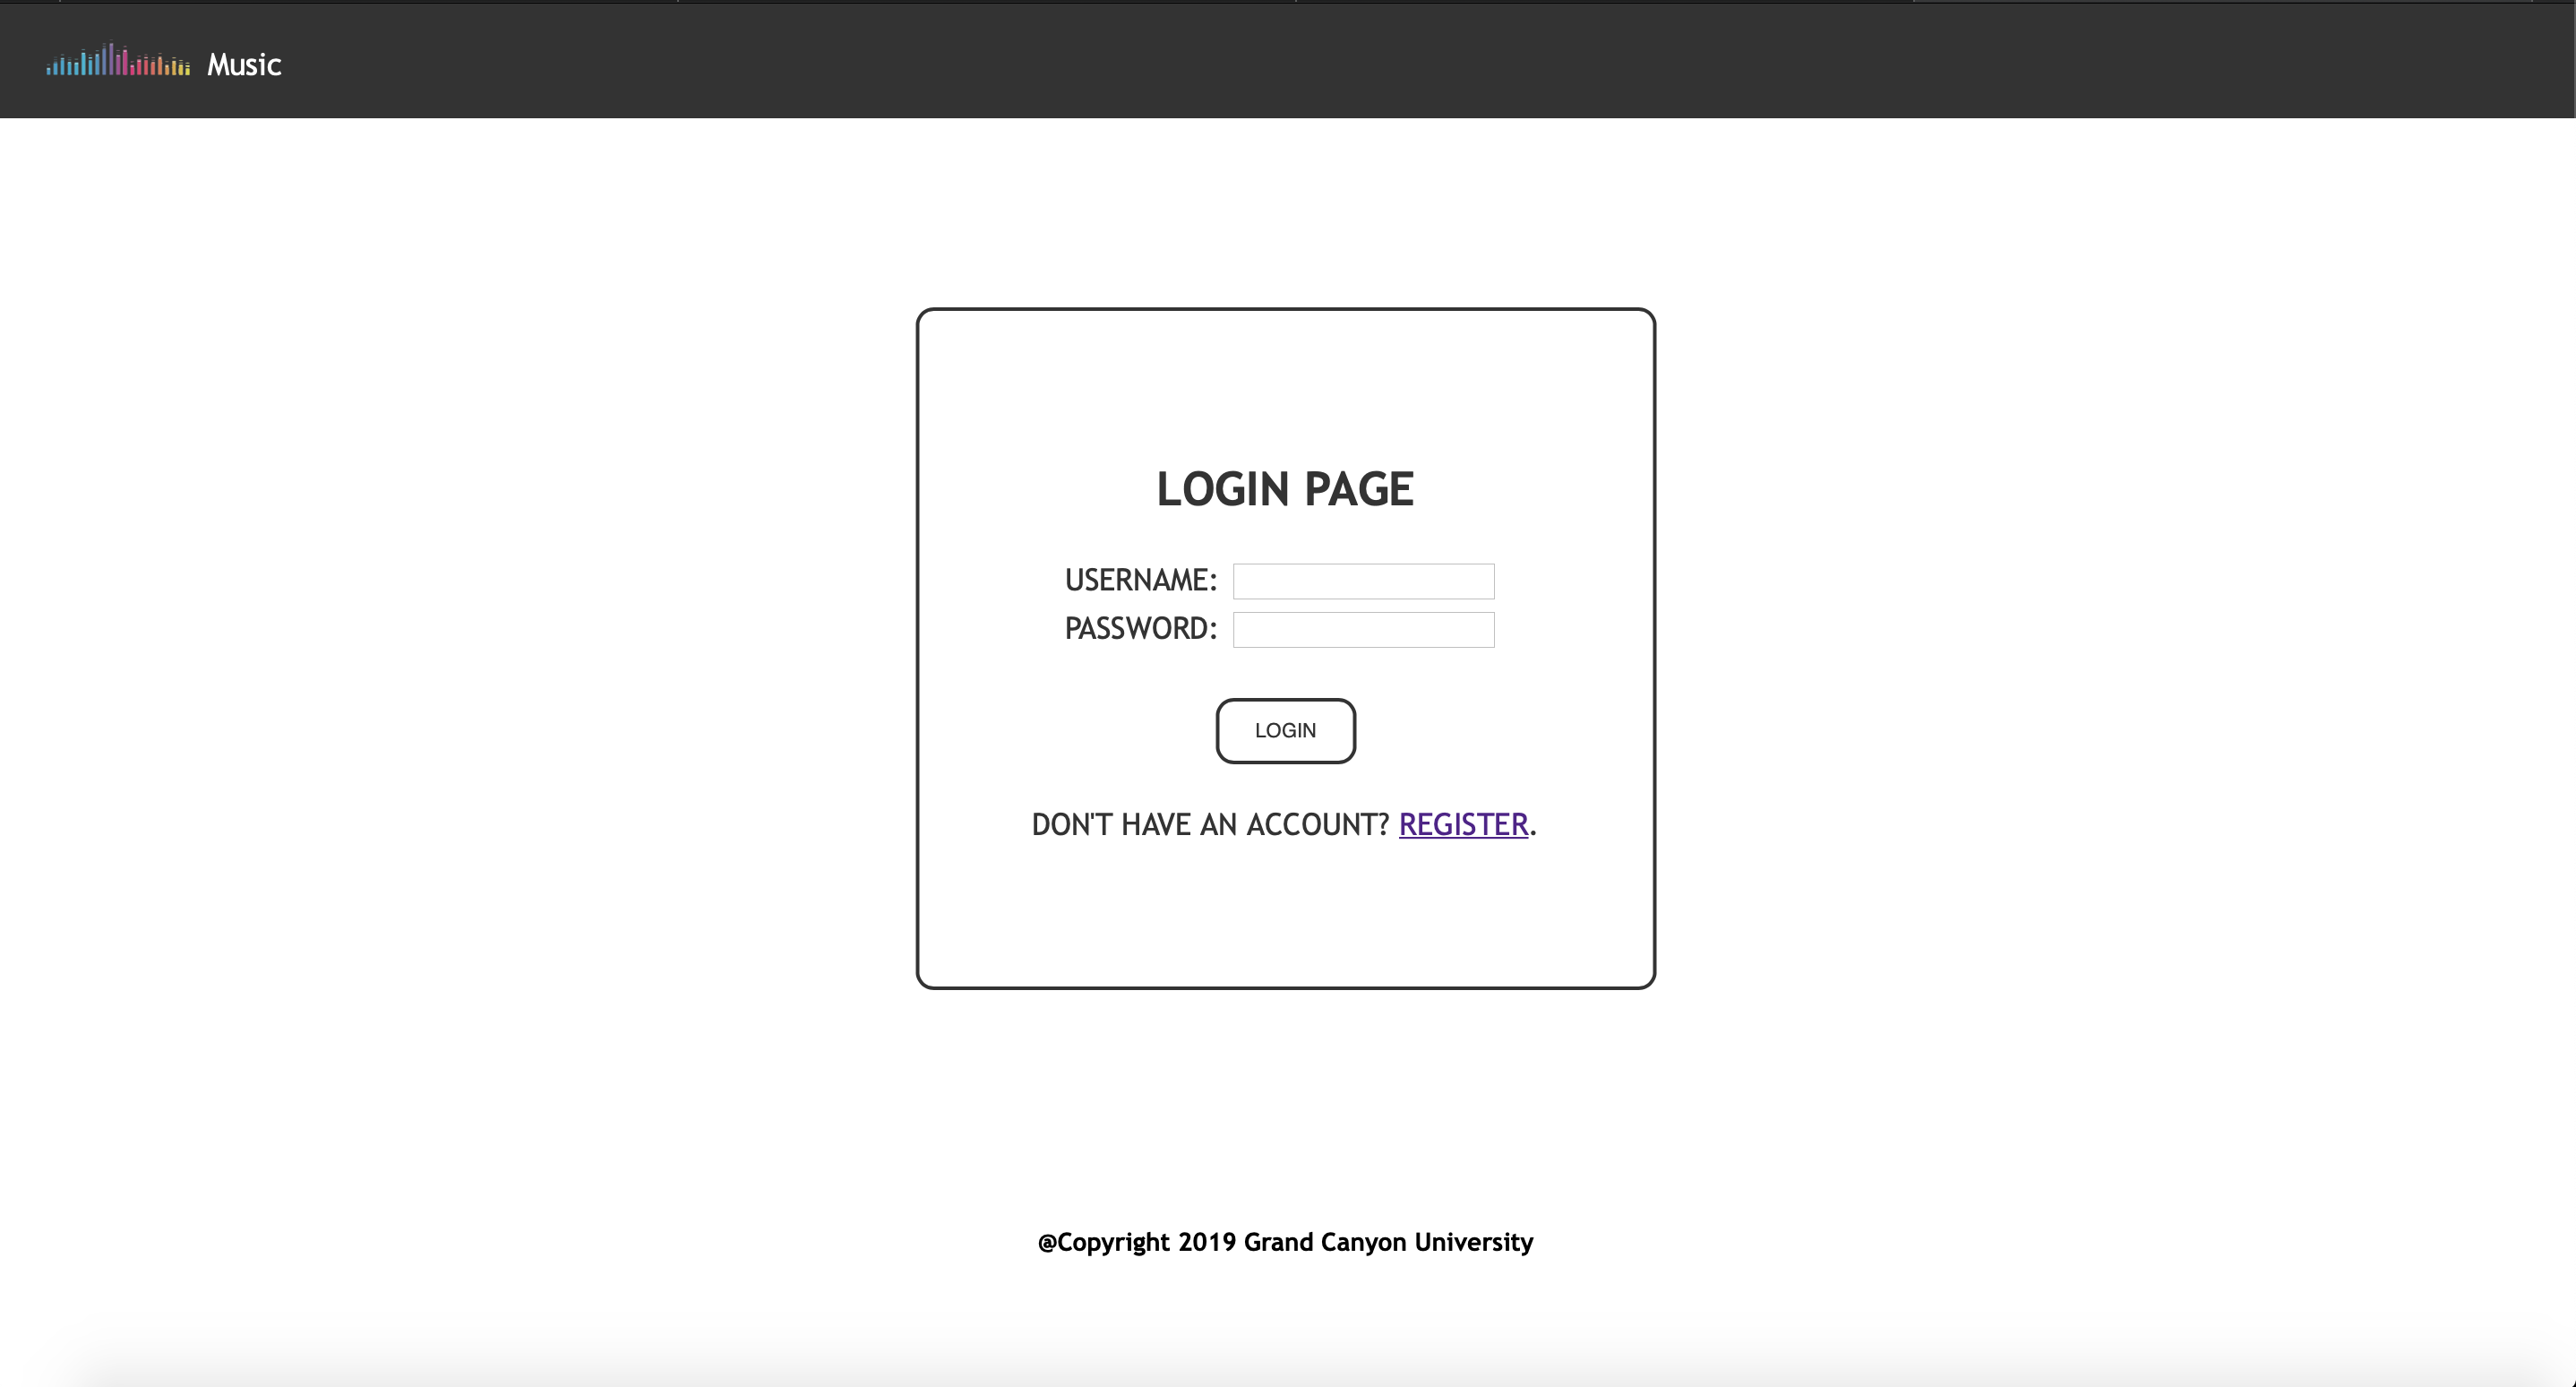 Music
LOGIN PAGE
USERNAME:
PASSWORD:
LOGIN
DON'T HAVE AN ACCOUNT? REGISTER.
@Copyright 2019 Grand Canyon University